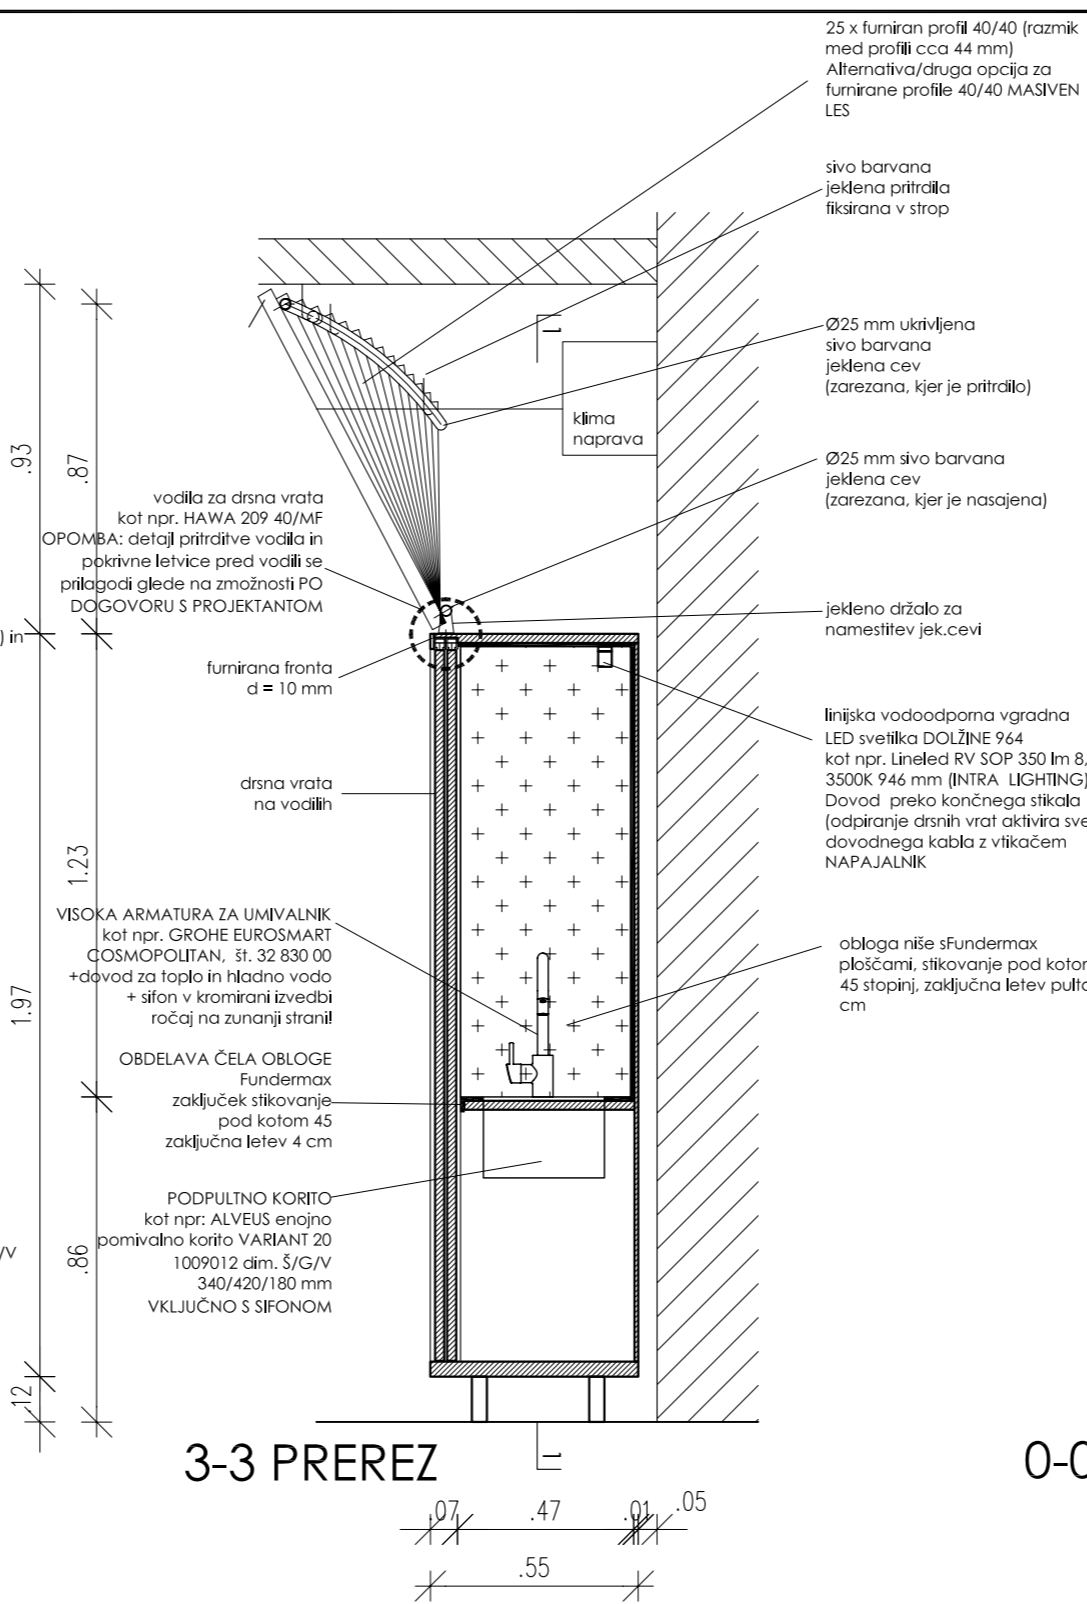 25 x furniran profil 40/40 (razmik
med profili cca 44 mm)
Alternativa/druga opcija za
furnirane profile 40/40 MASIVEN
LES
sivo barvana
jeklena pritrdila
fiksirana v strop
Ø25 mm ukrivljena
sivo barvana
jeklena cev
(zarezana, kjer je pritrdilo)
1
klima
naprava
Ø25 mm sivo barvana
jeklena cev
(zarezana, kjer je nasajena)
.93
.87
vodila za drsna vrata
kot npr. HAWA 209 40/MF
OPOMBA: detajl pritrditve vodila in
pokrivne letvice pred vodili se
prilagodi glede na zmožnosti PO
DOGOVORU S PROJEKTANTOM
) in
jekleno držalo za
namestitev jek.cevi
furnirana fronta
d = 10 mm
linijska vodoodporna vgradna
LED svetilka DOLŽINE 964
kot npr. Lineled RV SOP 350 lm 8,
3500K 946 mm (INTRA LIGHTING)
Dovod preko končnega stikala
(odpiranje drsnih vrat aktivira sve
dovodnega kabla z vtikačem
NAPAJALNIK
drsna vrata
na vodilih
1.23
1.97
VISOKA ARMATURA ZA UMIVALNIK
kot npr. GROHE EUROSMART
COSMOPOLITAN, št. 32 830 00
+dovod za toplo in hladno vodo
+ sifon v kromirani izvedbi
ročaj na zunanji strani!
obloga niše sFundermax
ploščami, stikovanje pod kotom
45 stopinj, zaključna letev pulta
cm
OBDELAVA ČELA OBLOGE
Fundermax
zaključek stikovanje
pod kotom 45
zaključna letev 4 cm
PODPULTNO KORITO
kot npr: ALVEUS enojno
pomivalno korito VARIANT 20
1009012 dim. Š/G/V
340/420/180 mm
VKLJUČNO S SIFONOM
/V
.86
.12
1
3-3 PREREZ
0-0
.07 .47 .01 .05
.55